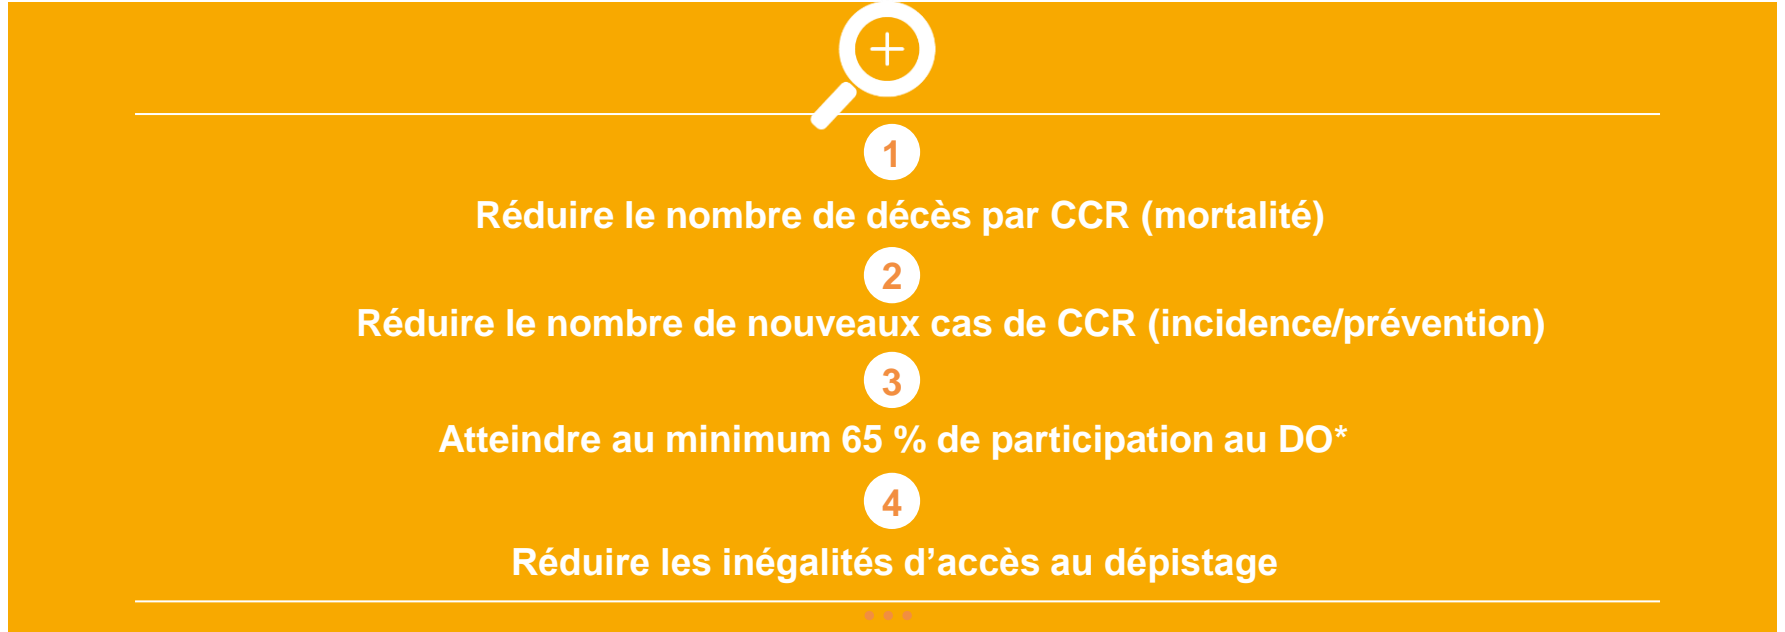 1
Réduire le nombre de décès par CCR (mortalité)
2
Réduire le nombre de nouveaux cas de CCR (incidence/prévention)
3
Atteindre au minimum 65 % de participation au DO*
4
Réduire les inégalités d’accès au dépistage